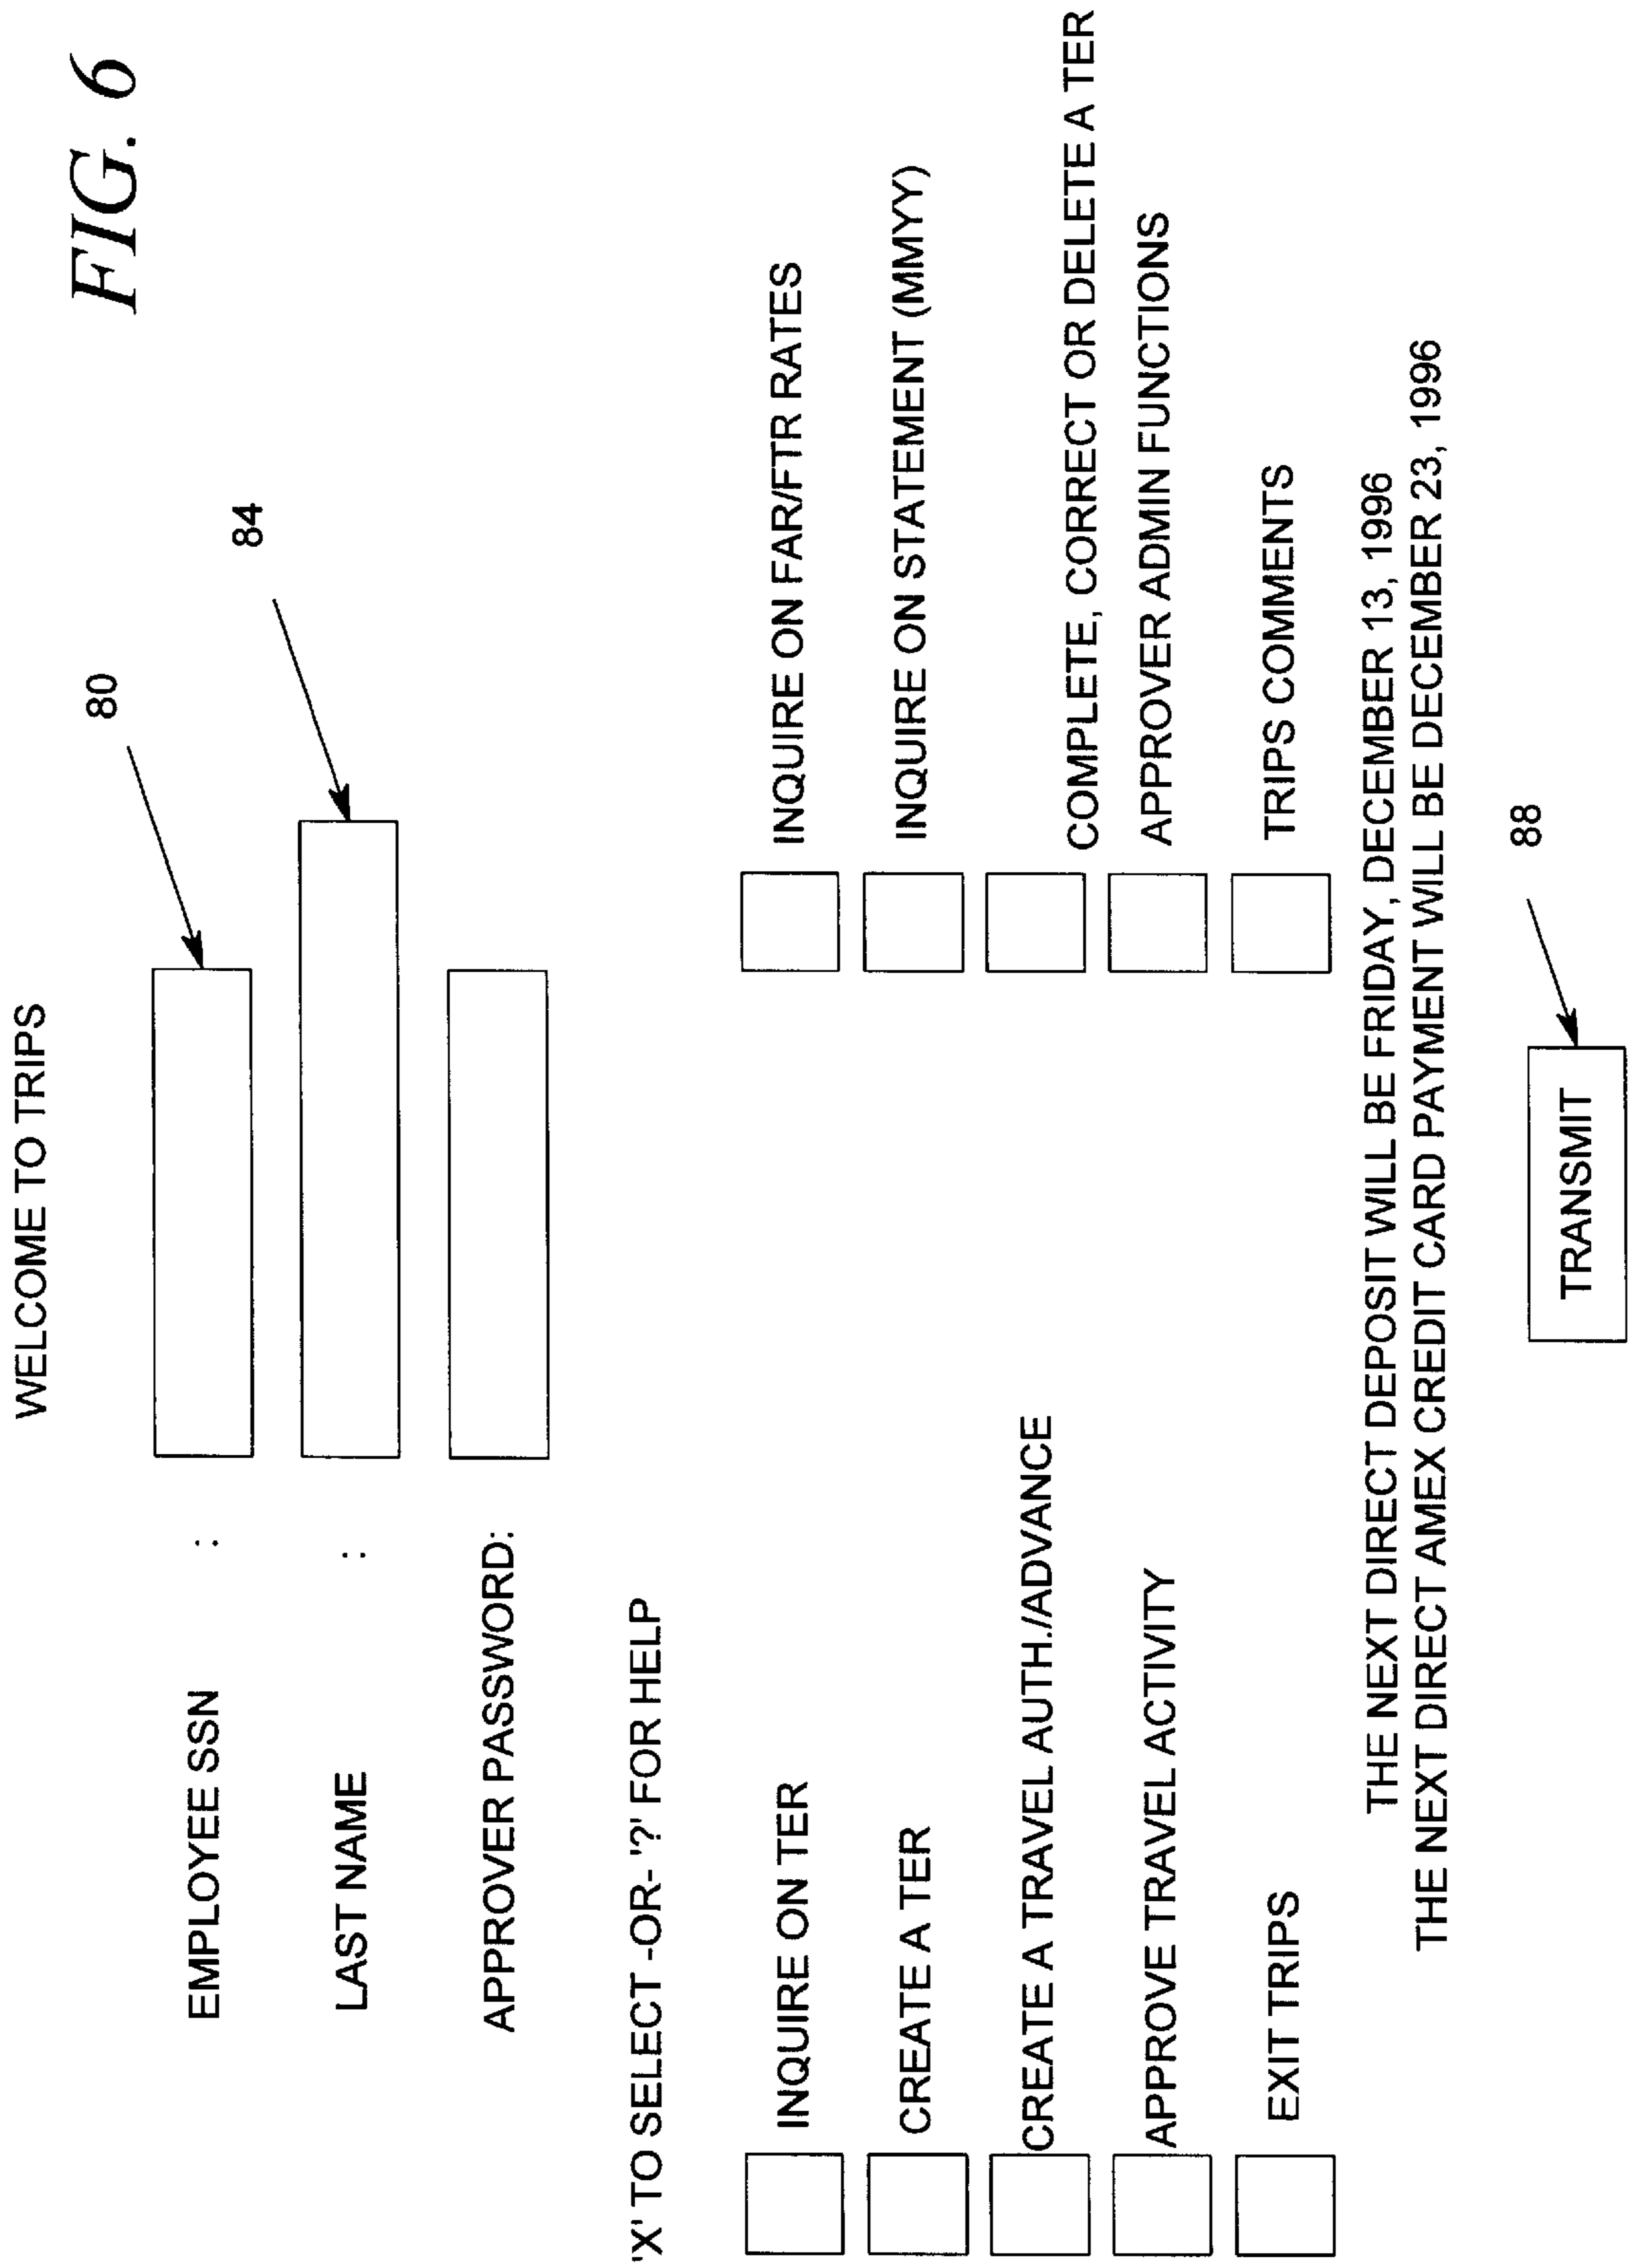 FIG. 6
WELCOME TO TRIPS
80
EMPLOYEE SSN :
84
LAST NAME :
APPROVER PASSWORD:
'X' TO SELECT -OR- '?' FOR HELP
INQUIRE ON TER INQUIRE ON FAR/FTR RATES
CREATE A TER INQUIRE ON STATEMENT (MMYY)
CREATE A TRAVEL AUTH./ADVANCE COMPLETE, CORRECT OR DELETE A TER
APPROVE TRAVEL ACTIVITY APPROVER ADMIN FUNCTIONS
EXIT TRIPS TRIPS COMMENTS
THE NEXT DIRECT DEPOSIT WILL BE FRIDAY, DECEMBER 13, 1996
THE NEXT DIRECT AMEX CREDIT CARD PAYMENT WILL BE DECEMBER 23, 1996
88
TRANSMIT